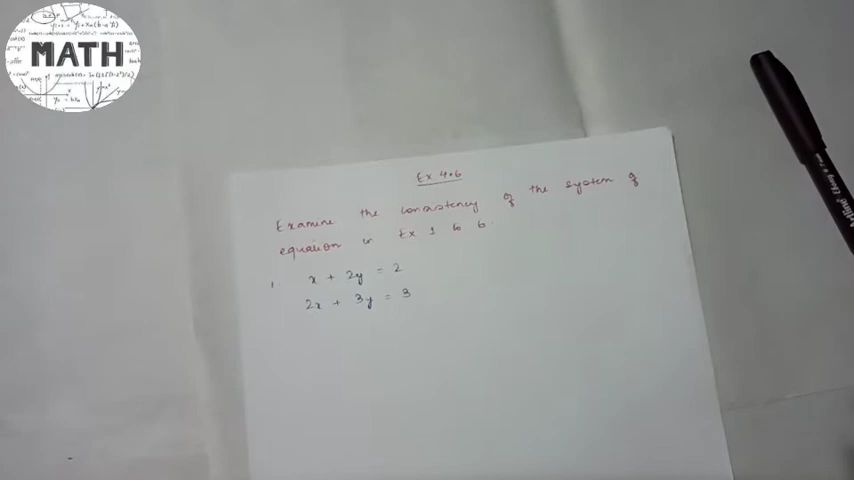 MATH
Ex 4.6
Examine the consistency of the system of
equation in Ex 1 to 6.
1. x + 2y = 2
2x + 3y = 3